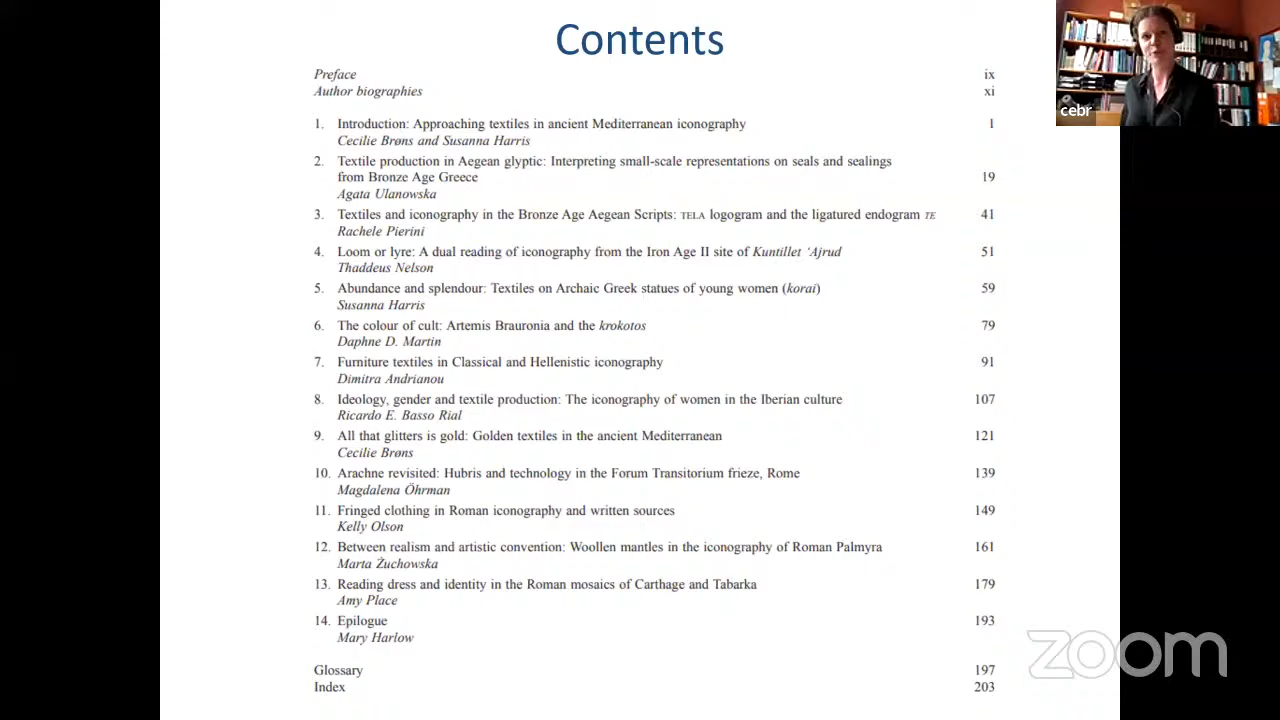 Contents
Preface ix
Author biographies xi
1. Introduction: Approaching textiles in ancient Mediterranean iconography 1
Cecilie Brøns and Susanna Harris
2. Textile production in Aegean glyptic: Interpreting small-scale representations on seals and sealings
from Bronze Age Greece 19
Agata Ulanowska
3. Textiles and iconography in the Bronze Age Aegean Scripts: TELA logogram and the ligatured endogram TE 41
Rachele Pierini
4. Loom or lyre: A dual reading of iconography from the Iron Age II site of Kuntillet ‘Ajrud 51
Thaddeus Nelson
5. Abundance and splendour: Textiles on Archaic Greek statues of young women (korai) 59
Susanna Harris
6. The colour of cult: Artemis Brauronia and the krokotos 79
Daphne D. Martin
7. Furniture textiles in Classical and Hellenistic iconography 91
Dimitra Andrianou
8. Ideology, gender and textile production: The iconography of women in the Iberian culture 107
Ricardo E. Basso Rial
9. All that glitters is gold: Golden textiles in the ancient Mediterranean 121
Cecilie Brøns
10. Arachne revisited: Hubris and technology in the Forum Transitorium frieze, Rome 139
Magdalena Öhrman
11. Fringed clothing in Roman iconography and written sources 149
Kelly Olson
12. Between realism and artistic convention: Woollen mantles in the iconography of Roman Palmyra 161
Marta Żuchowska
13. Reading dress and identity in the Roman mosaics of Carthage and Tabarka 179
Amy Place
14. Epilogue 193
Mary Harlow
Glossary 197
Index 203
cebr
zoom